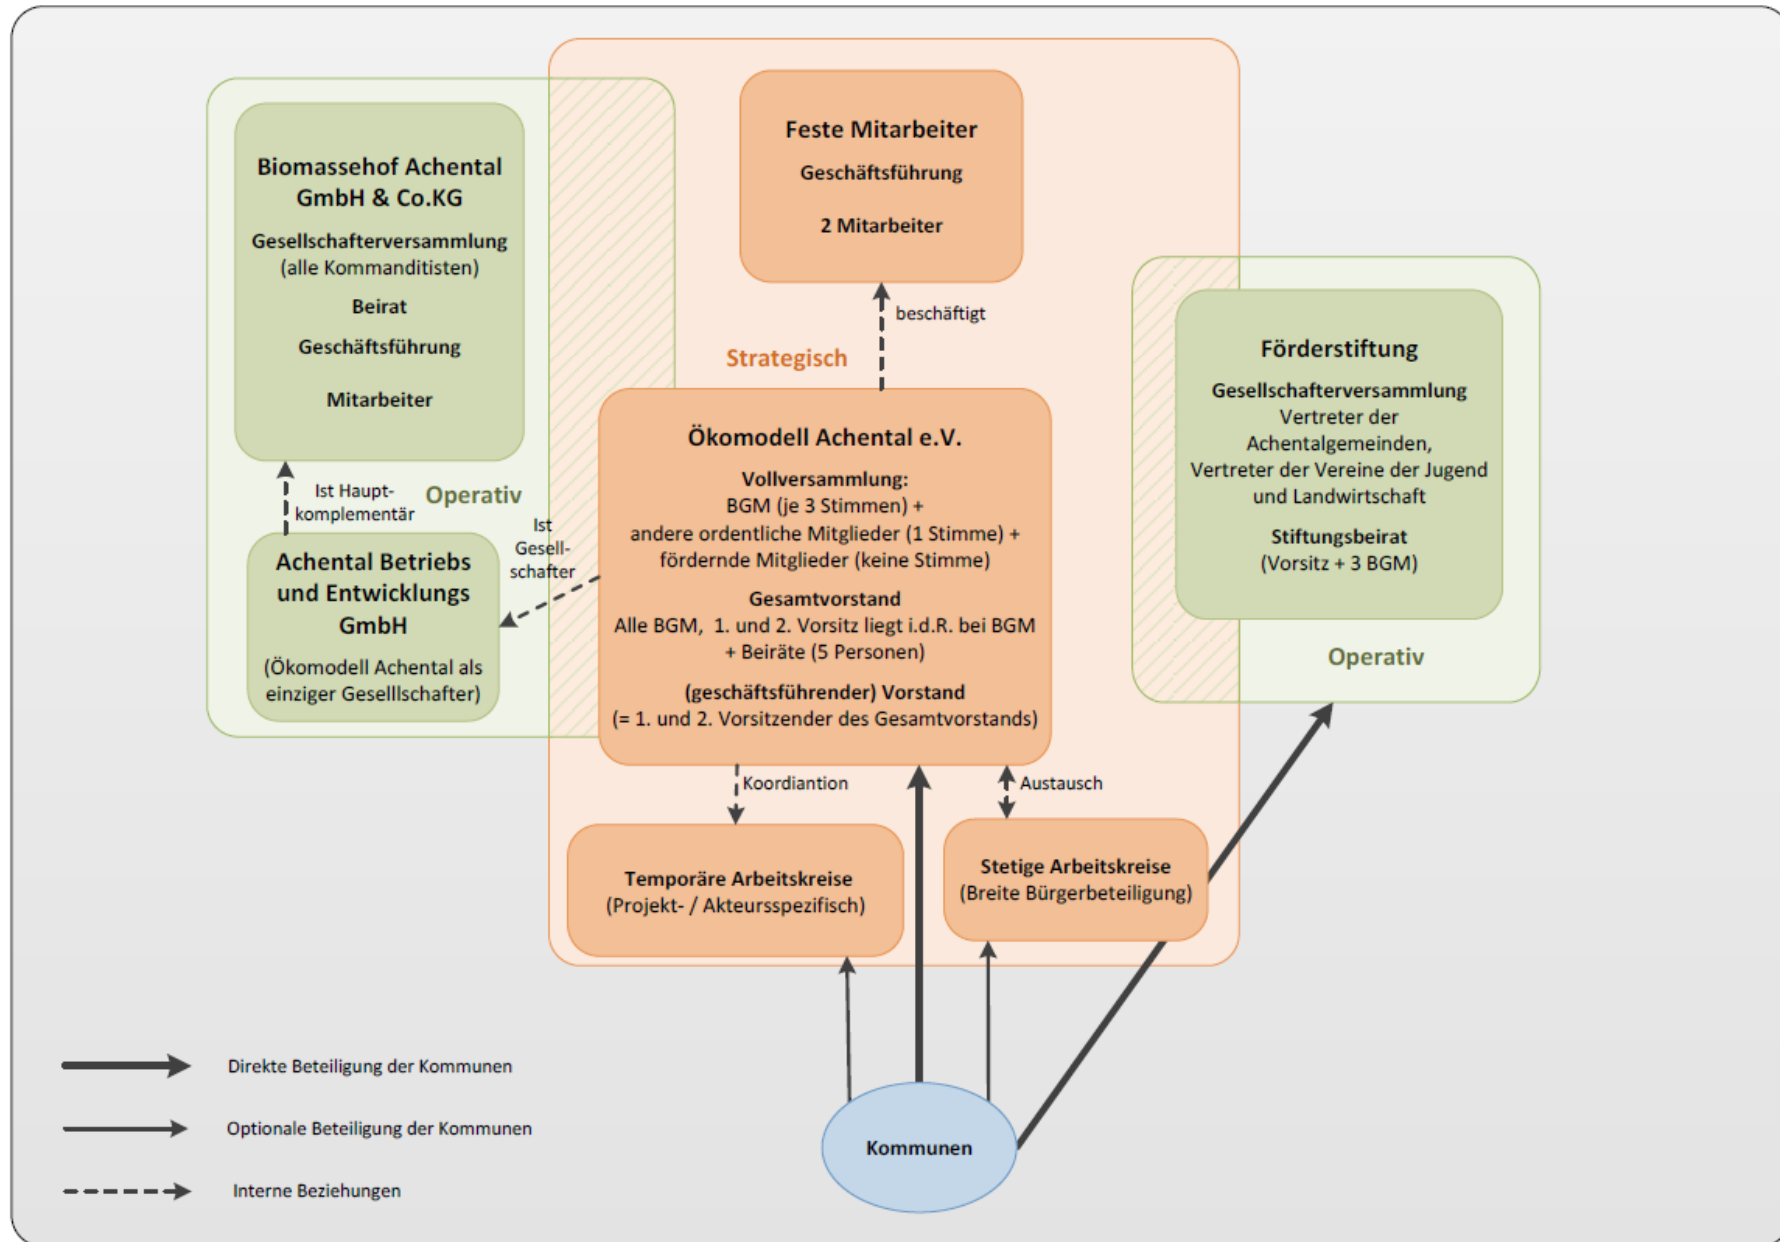 Feste Mitarbeiter
Geschäftsführung
2 Mitarbeiter
Biomassehof Achental
GmbH & Co.KG
Gesellschafterversammlung
(alle Kommanditisten)
Beirat
Geschäftsführung
Mitarbeiter
beschäftigt
Strategisch
Förderstiftung
Gesellschafterversammlung
Vertreter der
Achentalgemeinden,
Vertreter der Vereine der Jugend
und Landwirtschaft
Stiftungsbeirat
(Vorsitz + 3 BGM)
Operativ
Ist Haupt-
komplementär
Operativ
Ist
Gesell-
schafter
Achental Betriebs
und Entwicklungs
GmbH
(Ökomodell Achental als
einziger Geselllschafter)
Ökomodell Achental e.V.
Vollversammlung:
BGM (je 3 Stimmen) +
andere ordentliche Mitglieder (1 Stimme) +
fördernde Mitglieder (keine Stimme)
Gesamtvorstand
Alle BGM, 1. und 2. Vorsitz liegt i.d.R. bei BGM
+ Beiräte (5 Personen)
(geschäftsführender) Vorstand
(= 1. und 2. Vorsitzender des Gesamtvorstands)
Koordiantion
Austausch
Temporäre Arbeitskreise
(Projekt- / Akteursspezifisch)
Stetige Arbeitskreise
(Breite Bürgerbeteiligung)
Kommunen
Direkte Beteiligung der Kommunen
Optionale Beteiligung der Kommunen
Interne Beziehungen